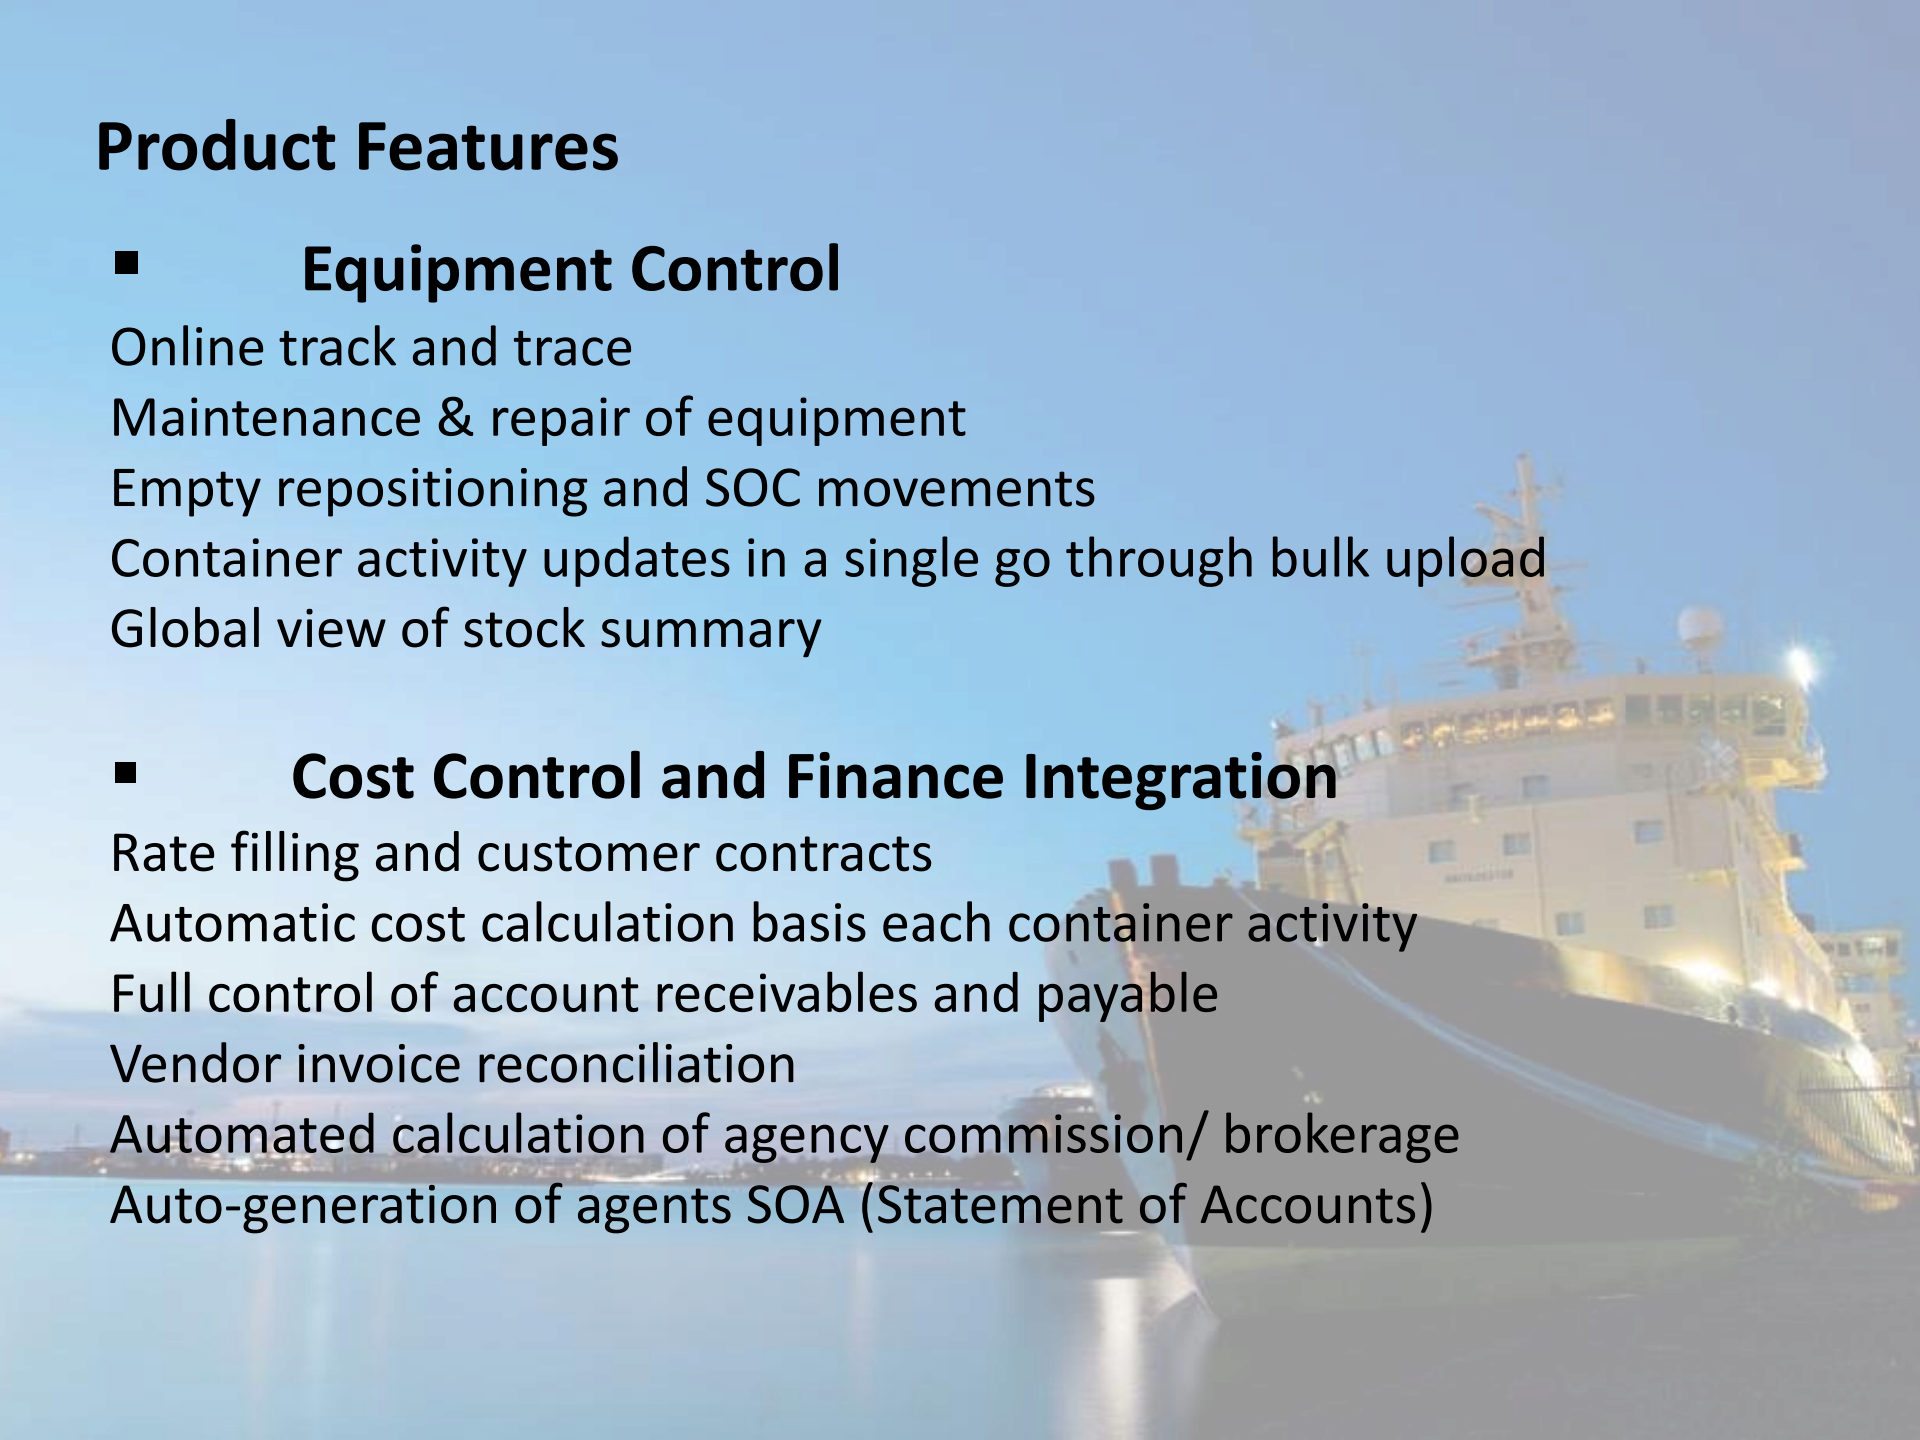 Product Features
▪ Equipment Control
Online track and trace
Maintenance & repair of equipment
Empty repositioning and SOC movements
Container activity updates in a single go through bulk upload
Global view of stock summary
▪ Cost Control and Finance Integration
Rate filling and customer contracts
Automatic cost calculation basis each container activity
Full control of account receivables and payable
Vendor invoice reconciliation
Automated calculation of agency commission/ brokerage
Auto-generation of agents SOA (Statement of Accounts)